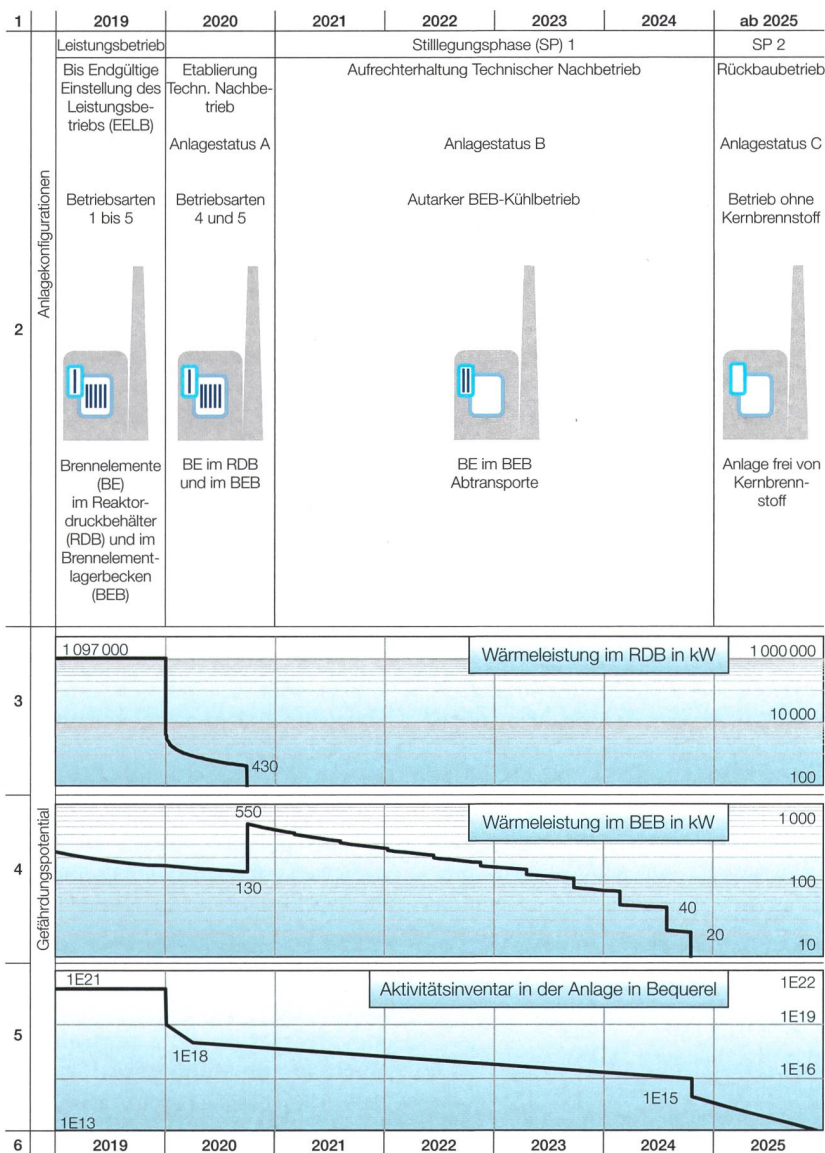 1 2019 2020 2021 2022 2023 2024 ab 2025
Leistungsbetrieb Stilllegungsphase (SP) 1 SP 2
2
Anlagekonfigurationen
Bis Endgültige
Einstellung des
Leistungsbe-
triebs (EELB)
Betriebsarten
1 bis 5
Brennelemente
(BE)
im Reaktor-
druckbehälter
(RDB) und im
Brennelement-
lagerbecken
(BEB)
Etablierung
Techn. Nachbe-
trieb
Anlagestatus A
Betriebsarten
4 und 5
BE im RDB
und im BEB
Aufrechterhaltung Technischer Nachbetrieb
Anlagestatus B
Autarker BEB-Kühlbetrieb
BE im BEB
Abtransporte
Rückbaubetrieb
Anlagestatus C
Betrieb ohne
Kernbrennstoff
Anlage frei von
Kernbrenn-
stoff
Gefährdungspotential
3
1 097 000
Wärmeleistung im RDB in kW
1 000 000
10 000
430
100
4
550
Wärmeleistung im BEB in kW
1 000
130
100
40
20
10
5
1E21
Aktivitätsinventar in der Anlage in Bequerel
1E22
1E19
1E18
1E16
1E15
1E13
6 2019 2020 2021 2022 2023 2024 2025